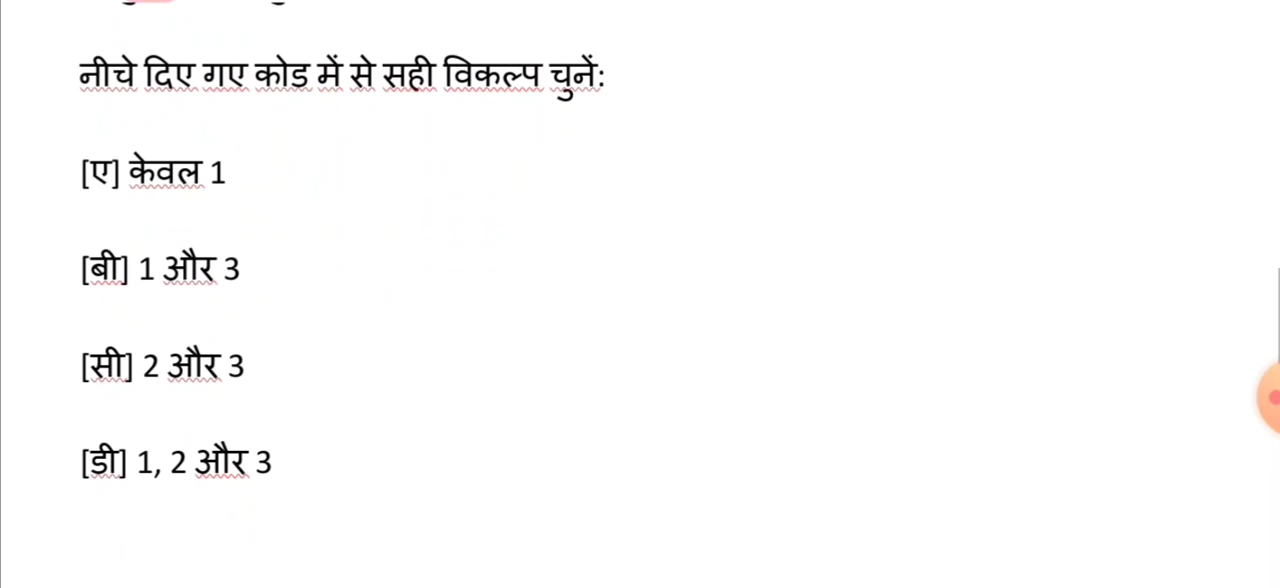 नीचे दिए गए कोड में से सही विकल्प चुनें:
[ए] केवल 1
[बी] 1 और 3
[सी] 2 और 3
[डी] 1, 2 और 3